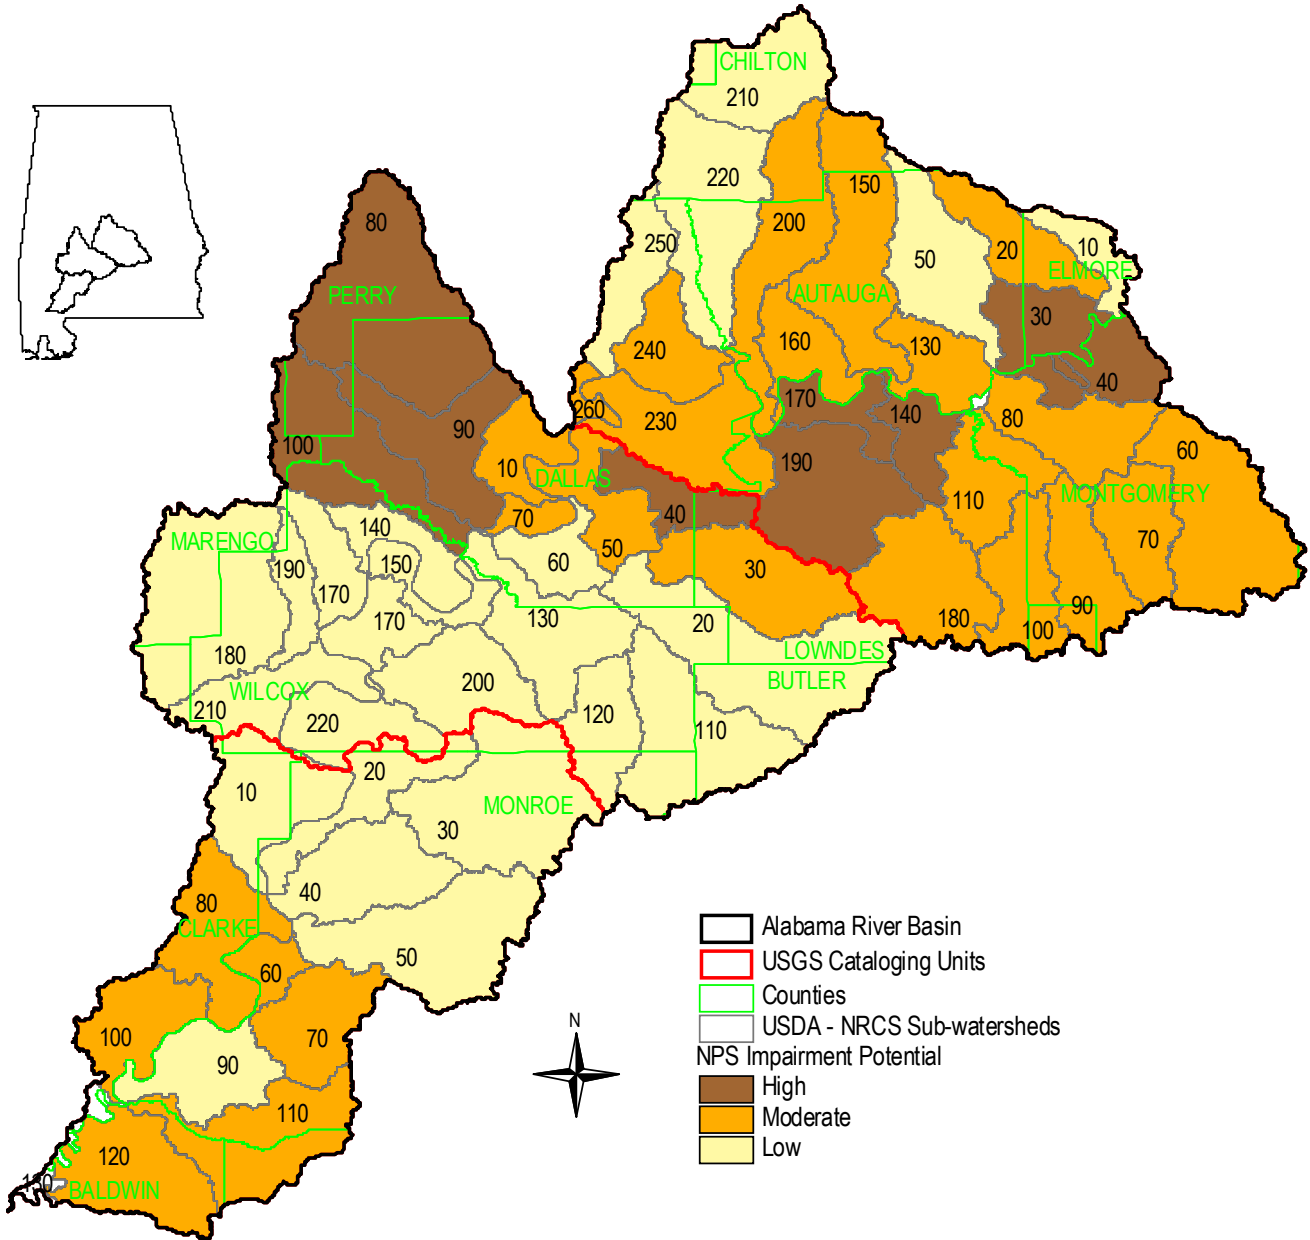 CHILTON
210
220
150
80
200
250
50
20
10
ELMORE
PERRY
AUTAUGA
30
160
130
240
40
170
140
260
230
80
90
100
60
190
10
DALLAS
MONTGOMERY
110
40
70
140
70
MARENGO
50
60
150
190
30
170
90
170
130
180
20
100
180
LOWNDES
WILCOX
200
BUTLER
210
220
120
110
20
10
MONROE
30
40
80
CLARKE
50
60
100
70
90
110
120
BALDWIN
Alabama River Basin
USGS Cataloging Units
Counties
USDA - NRCS Sub-watersheds
NPS Impairment Potential
High
Moderate
Low
N